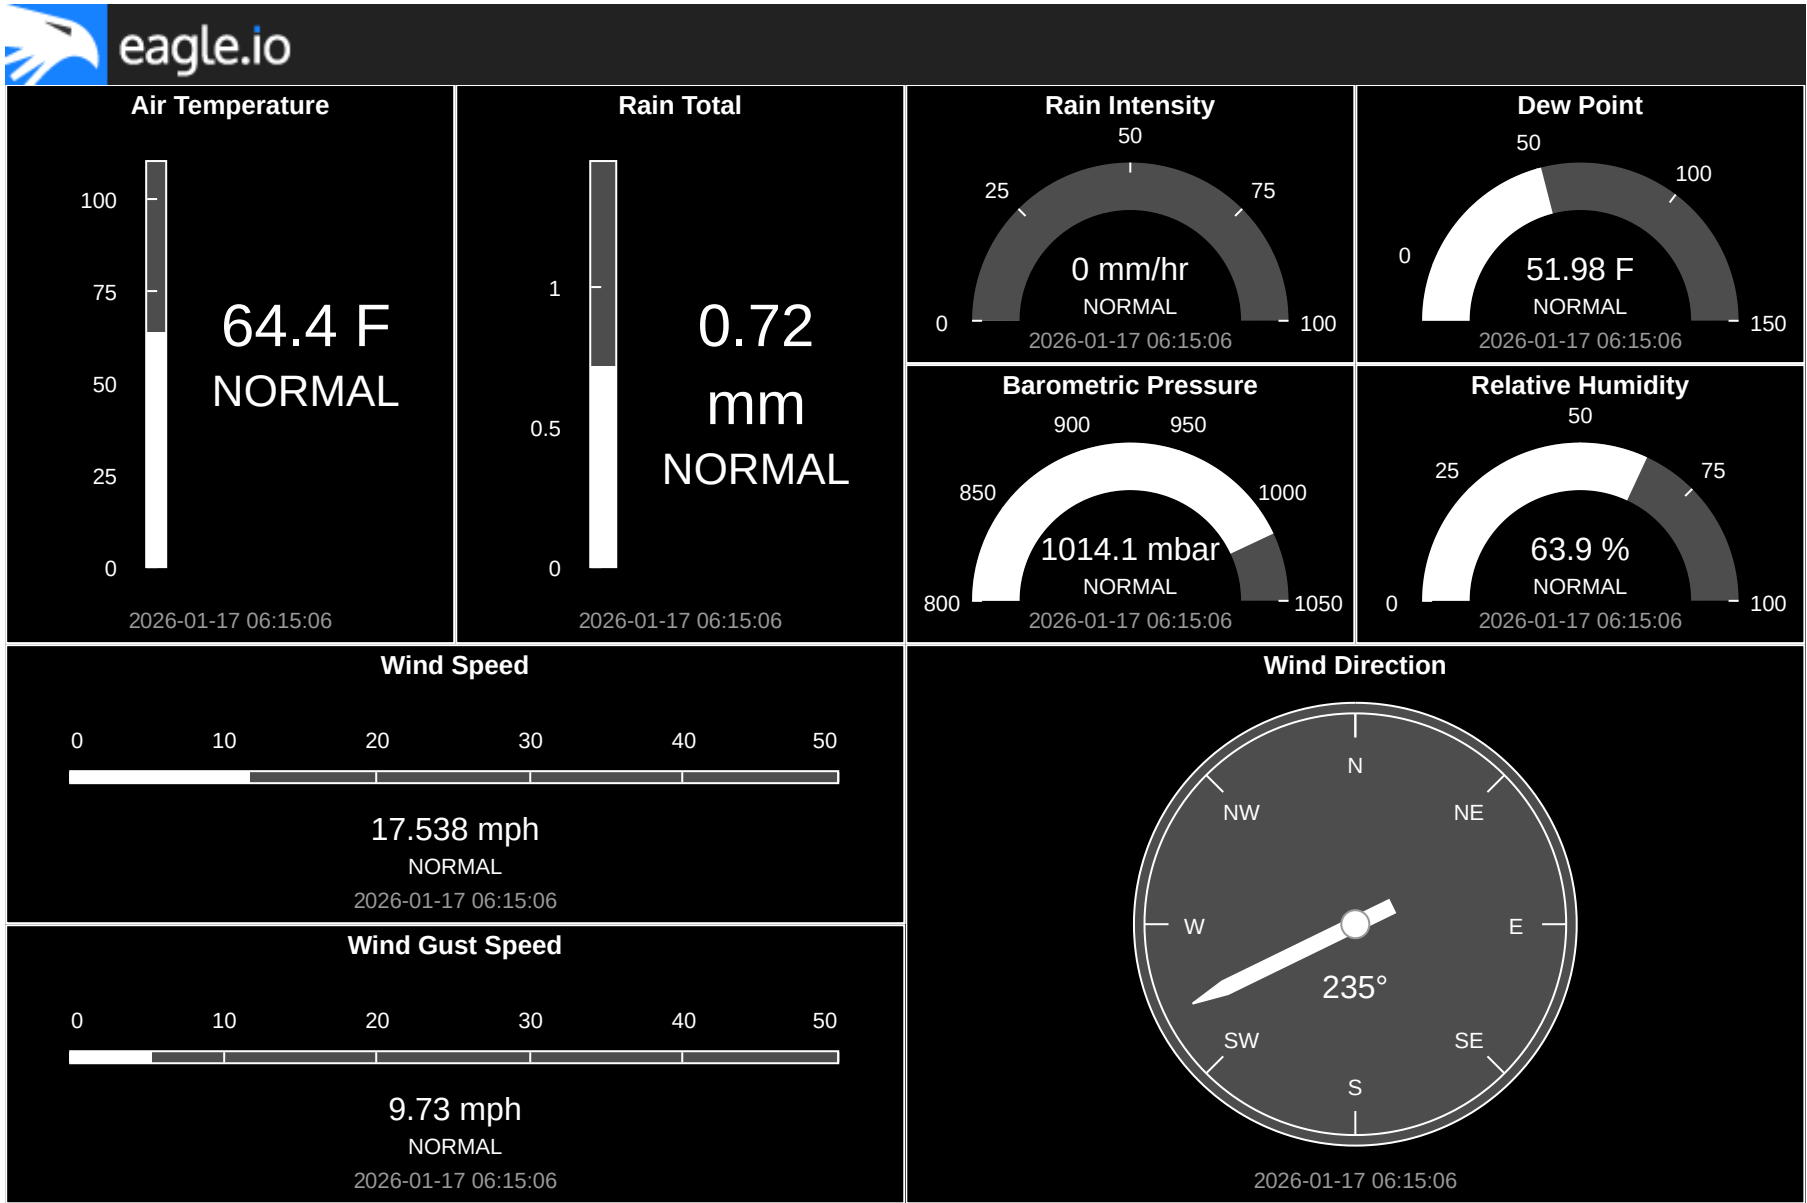 eagle.io
Air Temperature
100
75
50
25
0
64.4 F
NORMAL
2026-01-17 06:15:06
Rain Total
1
0.5
0
0.72
mm
NORMAL
2026-01-17 06:15:06
Rain Intensity
50
25
75
0
100
0 mm/hr
NORMAL
2026-01-17 06:15:06
Dew Point
50
100
0
150
51.98 F
NORMAL
2026-01-17 06:15:06
Barometric Pressure
900
950
850
1000
800
1050
1014.1 mbar
NORMAL
2026-01-17 06:15:06
Relative Humidity
50
25
75
0
100
63.9 %
NORMAL
2026-01-17 06:15:06
Wind Speed
0 10 20 30 40 50
17.538 mph
NORMAL
2026-01-17 06:15:06
Wind Gust Speed
0 10 20 30 40 50
9.73 mph
NORMAL
2026-01-17 06:15:06
Wind Direction
N
NW
NE
W
E
235°
SW
SE
S
2026-01-17 06:15:06